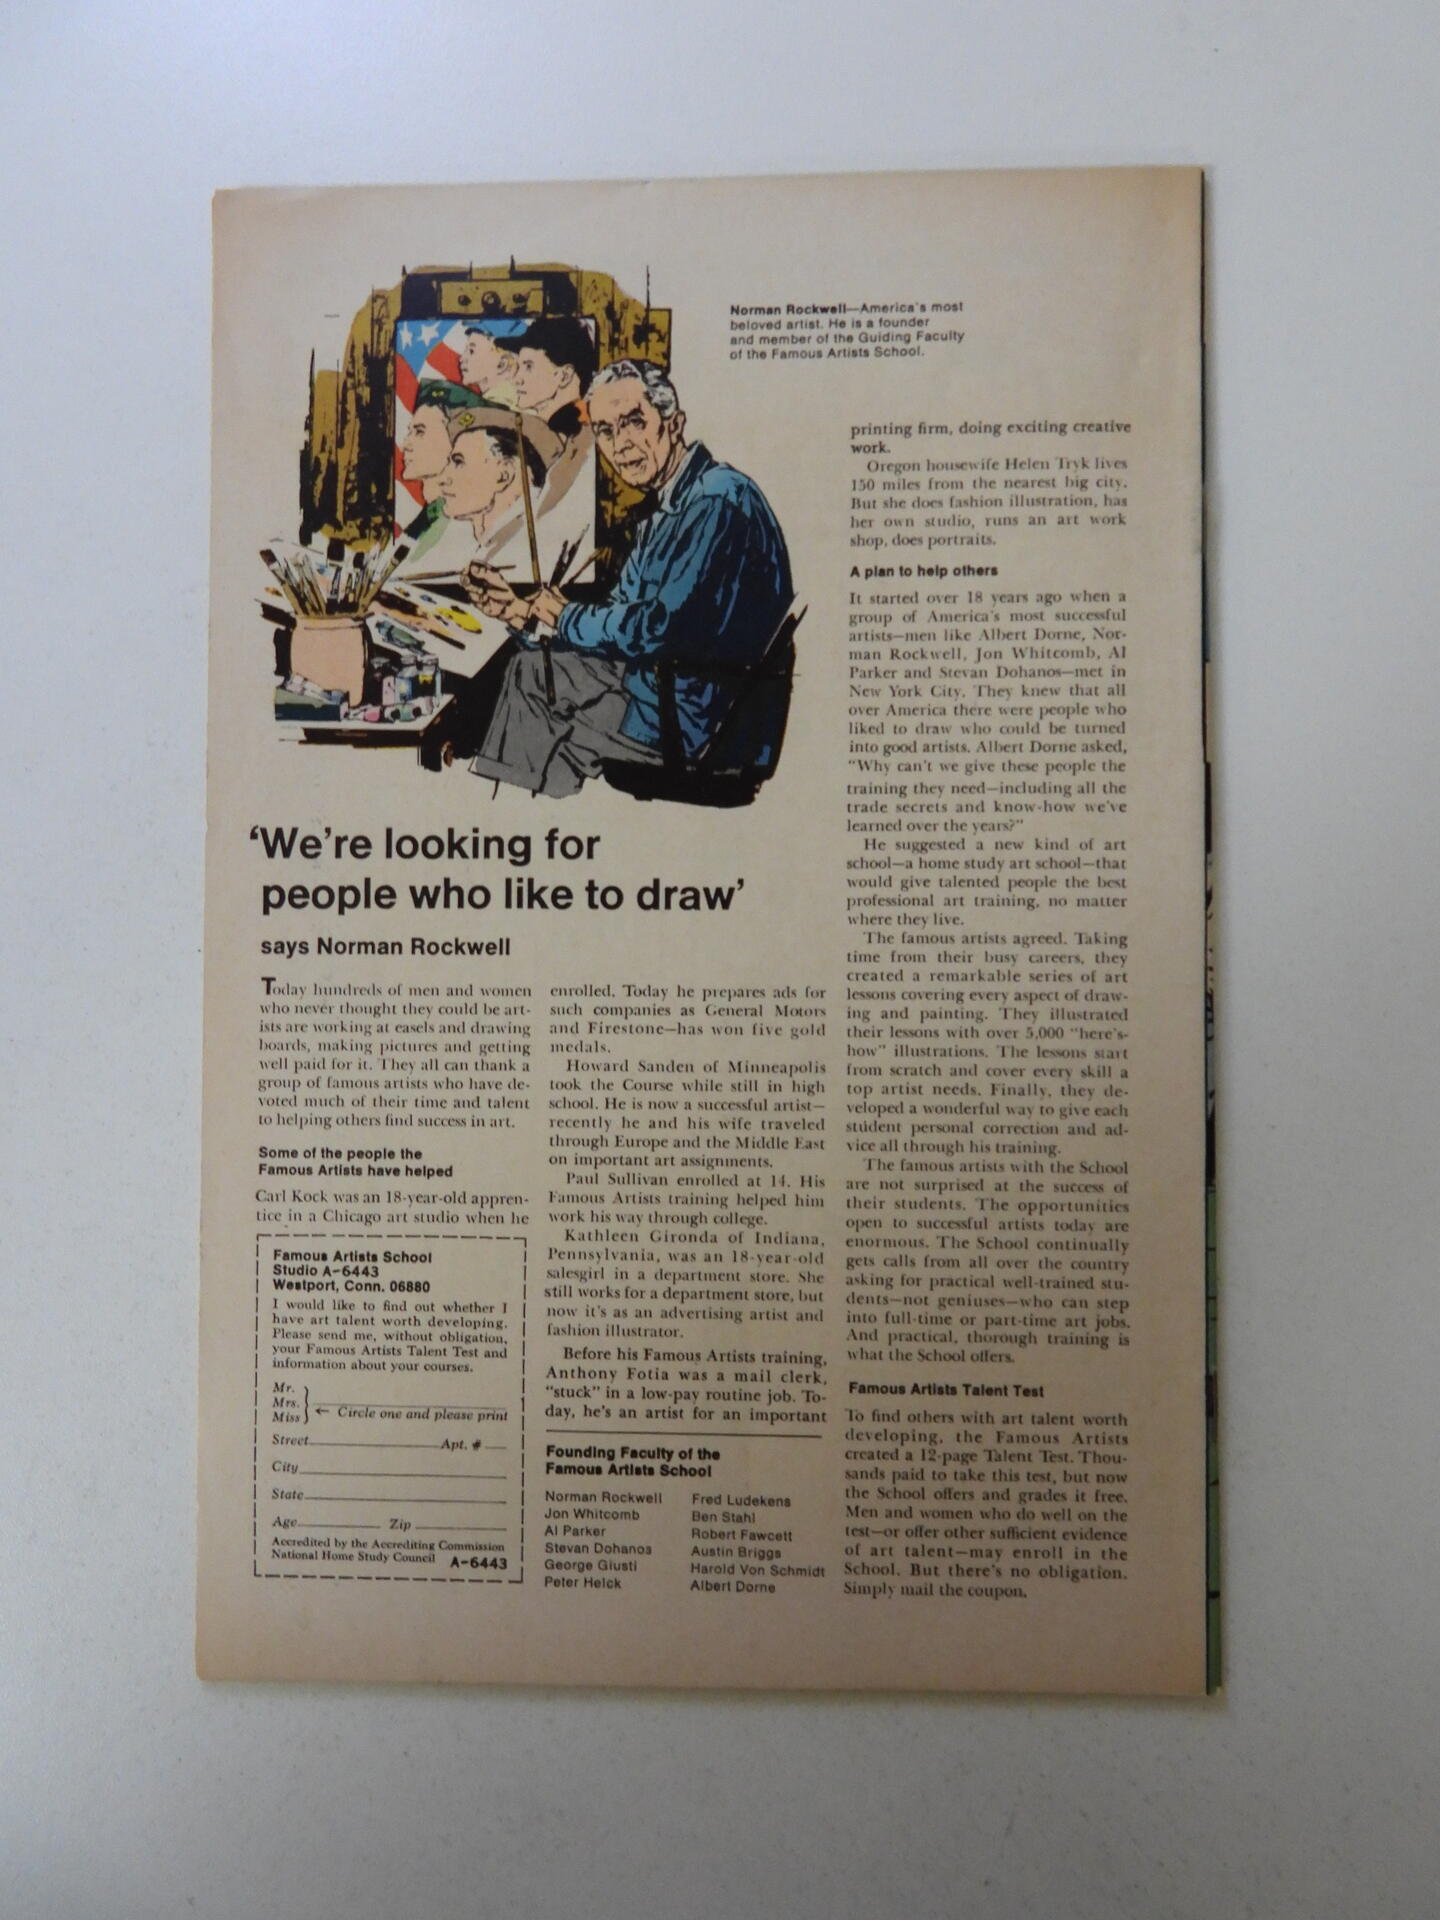 Norman Rockwell—America's most
beloved artist. He is a founder
and member of the Guiding Faculty
of the Famous Artists School.
'We're looking for
people who like to draw'
says Norman Rockwell
Today hundreds of men and women
who never thought they could be art-
ists are working at easels and drawing
boards, making pictures and getting
well paid for it. They all can thank a
group of famous artists who have de-
voted much of their time and talent
to helping others find success in art.
Some of the people the
Famous Artists have helped
Carl Kock was an 18-year-old appren-
tice in a Chicago art studio when he
Famous Artists School
Studio A-6443
Westport, Conn. 06880
I would like to find out whether I
have art talent worth developing.
Please send me, without obligation,
your Famous Artists Talent Test and
information about your courses.
Mr.
Mrs.
Miss
← Circle one and please print
Street Apt. #
City
State
Age Zip
Accredited by the Accrediting Commission
National Home Study Council A-6443
enrolled. Today he prepares ads for
such companies as General Motors
and Firestone—has won five gold
medals.
Howard Sanden of Minneapolis
took the Course while still in high
school. He is now a successful artist—
recently he and his wife traveled
through Europe and the Middle East
on important art assignments.
Paul Sullivan enrolled at 14. His
Famous Artists training helped him
work his way through college.
Kathleen Gironda of Indiana,
Pennsylvania, was an 18-year-old
salesgirl in a department store. She
still works for a department store, but
now it's as an advertising artist and
fashion illustrator.
Before his Famous Artists training,
Anthony Fotia was a mail clerk,
"stuck" in a low-pay routine job. To-
day, he's an artist for an important
Founding Faculty of the
Famous Artists School
Norman Rockwell
Jon Whitcomb
Al Parker
Stevan Dohanos
George Giusti
Peter Helck
Fred Ludekens
Ben Stahl
Robert Fawcett
Austin Briggs
Harold Von Schmidt
Albert Dorne
printing firm, doing exciting creative
work.
Oregon housewife Helen Tryk lives
150 miles from the nearest big city.
But she does fashion illustration, has
her own studio, runs an art work
shop, does portraits.
A plan to help others
It started over 18 years ago when a
group of America's most successful
artists—men like Albert Dorne, Nor-
man Rockwell, Jon Whitcomb, Al
Parker and Stevan Dohanos—met in
New York City. They knew that all
over America there were people who
liked to draw who could be turned
into good artists. Albert Dorne asked,
"Why can't we give these people the
training they need—including all the
trade secrets and know-how we've
learned over the years?"
He suggested a new kind of art
school—a home study art school—that
would give talented people the best
professional art training, no matter
where they live.
The famous artists agreed. Taking
time from their busy careers, they
created a remarkable series of art
lessons covering every aspect of draw-
ing and painting. They illustrated
their lessons with over 5,000 "here's-
how" illustrations. The lessons start
from scratch and cover every skill a
top artist needs. Finally, they de-
veloped a wonderful way to give each
student personal correction and ad-
vice all through his training.
The famous artists with the School
are not surprised at the success of
their students. The opportunities
open to successful artists today are
enormous. The School continually
gets calls from all over the country
asking for practical well-trained stu-
dents—not geniuses—who can step
into full-time or part-time art jobs.
And practical, thorough training is
what the School offers.
Famous Artists Talent Test
To find others with art talent worth
developing, the Famous Artists
created a 12-page Talent Test. Thou-
sands paid to take this test, but now
the School offers and grades it free.
Men and women who do well on the
test—or offer other sufficient evidence
of art talent—may enroll in the
School. But there's no obligation.
Simply mail the coupon.